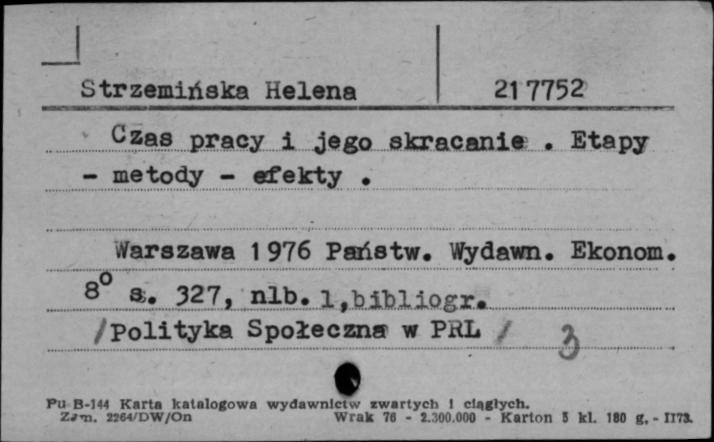 Strzemińska Helena 217752
Czas pracy i jego skracanie . Etapy
- metody - efekty .
Warszawa 1976 Państw. Wydawn. Ekonom.
8° s. 327, nlb. 1,bibliogr.
/Polityka Społeczna w PRL / 3
Pu B-144 Karta katalogowa wydawnictw zwartych i ciągłych.
Zam. 2264/DW/On Wrak 76 - 2.300.000 - Karton 5 kl. 180 g. - II73.